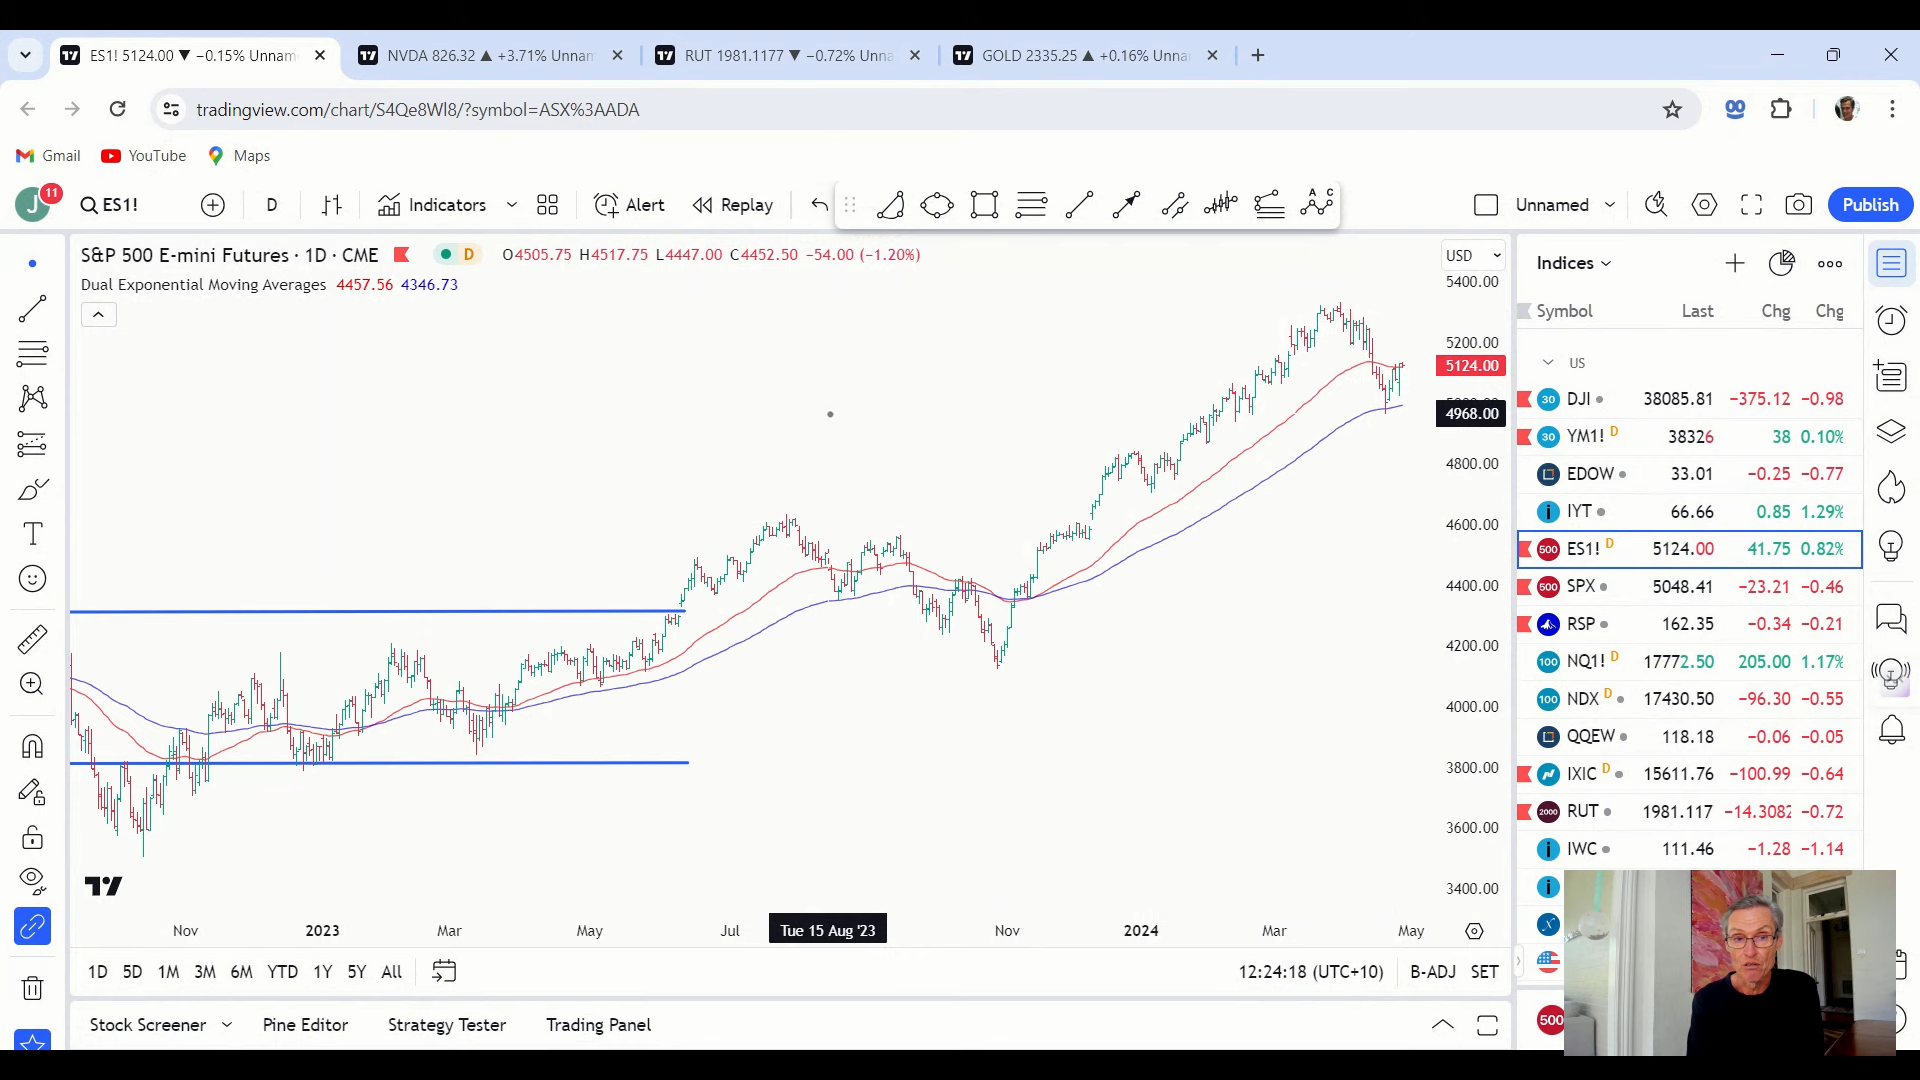 ES1! 5124.00 ▼ −0.15% Unnam
NVDA 826.32 ▲ +3.71% Unnam
RUT 1981.1177 ▼ −0.72% Unna
GOLD 2335.25 ▲ +0.16% Unna
tradingview.com/chart/S4Qe8Wl8/?symbol=ASX%3AADA
Gmail YouTube Maps
J 11 ES1! D Indicators Alert Replay A C Unnamed Publish
S&P 500 E-mini Futures · 1D · CME D O4505.75 H4517.75 L4447.00 C4452.50 −54.00 (−1.20%)
Dual Exponential Moving Averages 4457.56 4346.73
USD
5400.00
5200.00
5124.00
4968.00
4800.00
4600.00
4400.00
4200.00
4000.00
3800.00
3600.00
3400.00
Nov 2023 Mar May Jul Tue 15 Aug '23 Nov 2024 Mar May
1D 5D 1M 3M 6M YTD 1Y 5Y All 12:24:18 (UTC+10) B-ADJ SET
Stock Screener Pine Editor Strategy Tester Trading Panel
Indices
Symbol Last Chg Chg
US
30 DJI 38085.81 −375.12 −0.98
30 YM1! D 38326 38 0.10%
EDOW 33.01 −0.25 −0.77
IYT 66.66 0.85 1.29%
500 ES1! D 5124.00 41.75 0.82%
500 SPX 5048.41 −23.21 −0.46
RSP 162.35 −0.34 −0.21
100 NQ1! D 17772.50 205.00 1.17%
100 NDX D 17430.50 −96.30 −0.55
QQEW 118.18 −0.06 −0.05
IXIC D 15611.76 −100.99 −0.64
2000 RUT 1981.117 −14.3082 −0.72
IWC 111.46 −1.28 −1.14
500